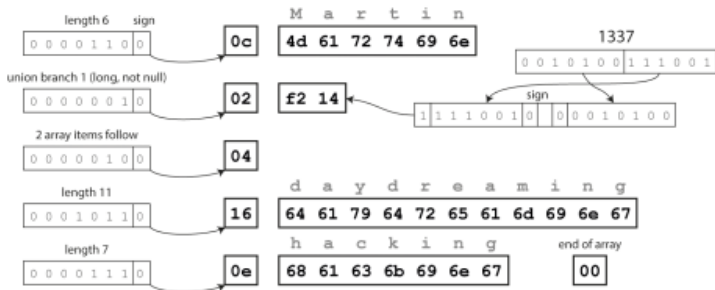 M a r t i n
length 6 sign
0 0 0 0 1 1 0 0
0c
4d 61 72 74 69 6e
1337
0 0 1 0 1 0 0 1 1 1 0 0 1
union branch 1 (long, not null)
0 0 0 0 0 0 1 0
02
f2 14
sign
1 1 1 1 0 0 1 0 0 0 0 1 0 1 0 0
2 array items follow
0 0 0 0 0 1 0 0
04
length 11
0 0 0 1 0 1 1 0
16
d a y d r e a m i n g
64 61 79 64 72 65 61 6d 69 6e 67
length 7
0 0 0 0 1 1 1 0
0e
h a c k i n g
68 61 63 6b 69 6e 67
end of array
00